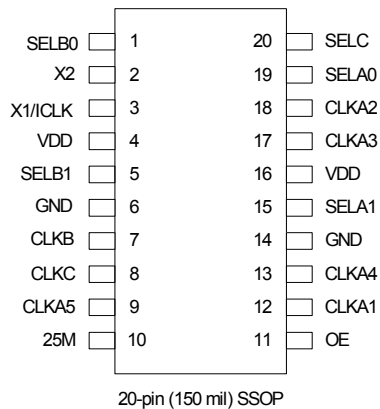 SELB0 1 20 SELC
X2 2 19 SELA0
X1/ICLK 3 18 CLKA2
VDD 4 17 CLKA3
SELB1 5 16 VDD
GND 6 15 SELA1
CLKB 7 14 GND
CLKC 8 13 CLKA4
CLKA5 9 12 CLKA1
25M 10 11 OE
20-pin (150 mil) SSOP